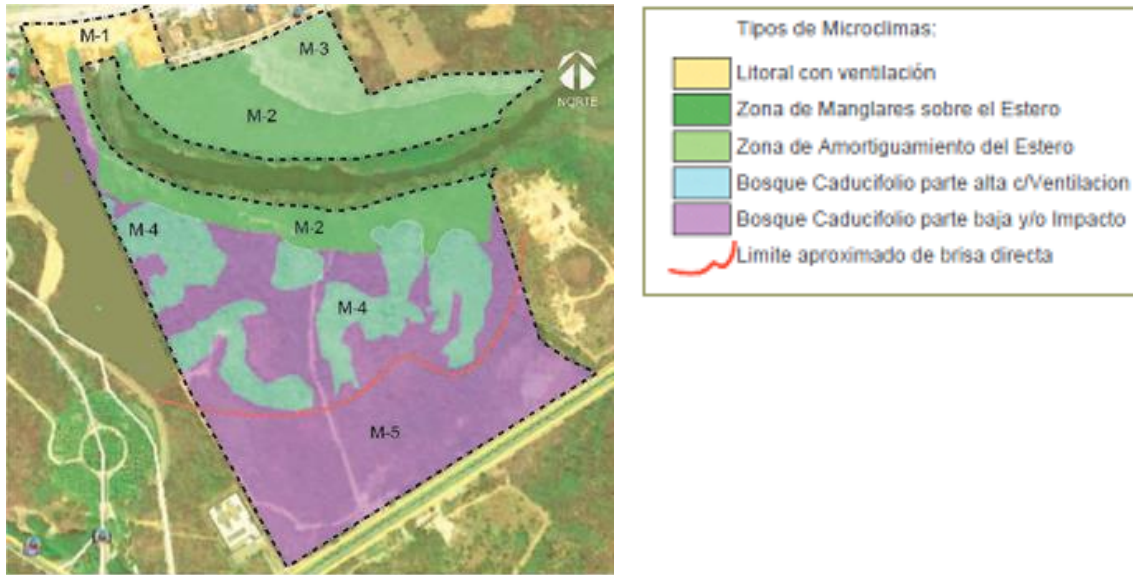 M-1
M-3
NORTE
M-2
M-4
M-2
M-4
M-5
Tipos de Microclimas:
Litoral con ventilación
Zona de Manglares sobre el Estero
Zona de Amortiguamiento del Estero
Bosque Caducifolio parte alta c/Ventilacion
Bosque Caducifolio parte baja y/o Impacto
Limite aproximado de brisa directa